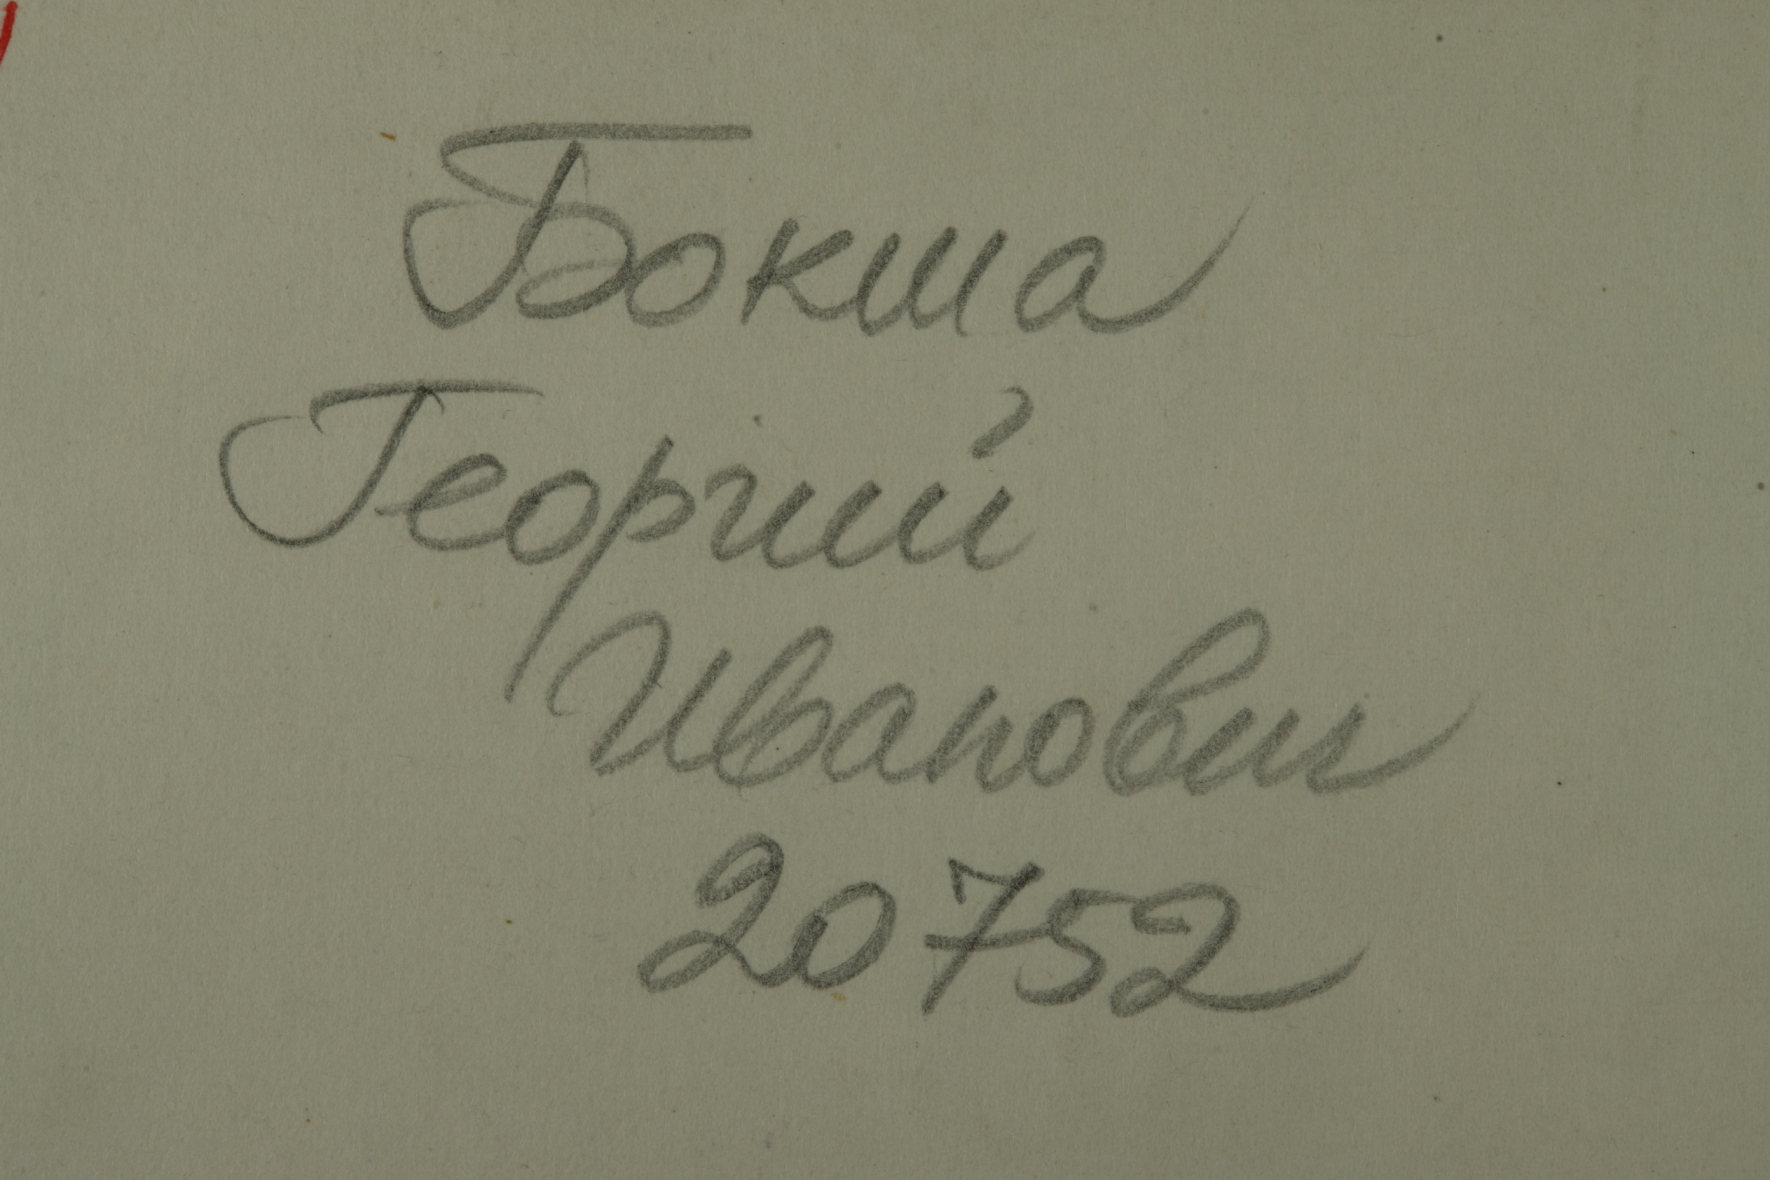 Бокша
Георгий
Иванович
20752